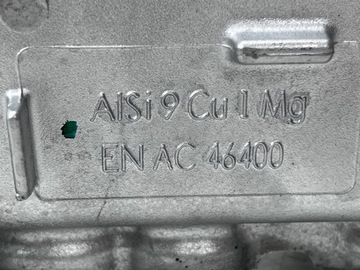 AlSi 9 Cu 1 Mg
EN AC 46400